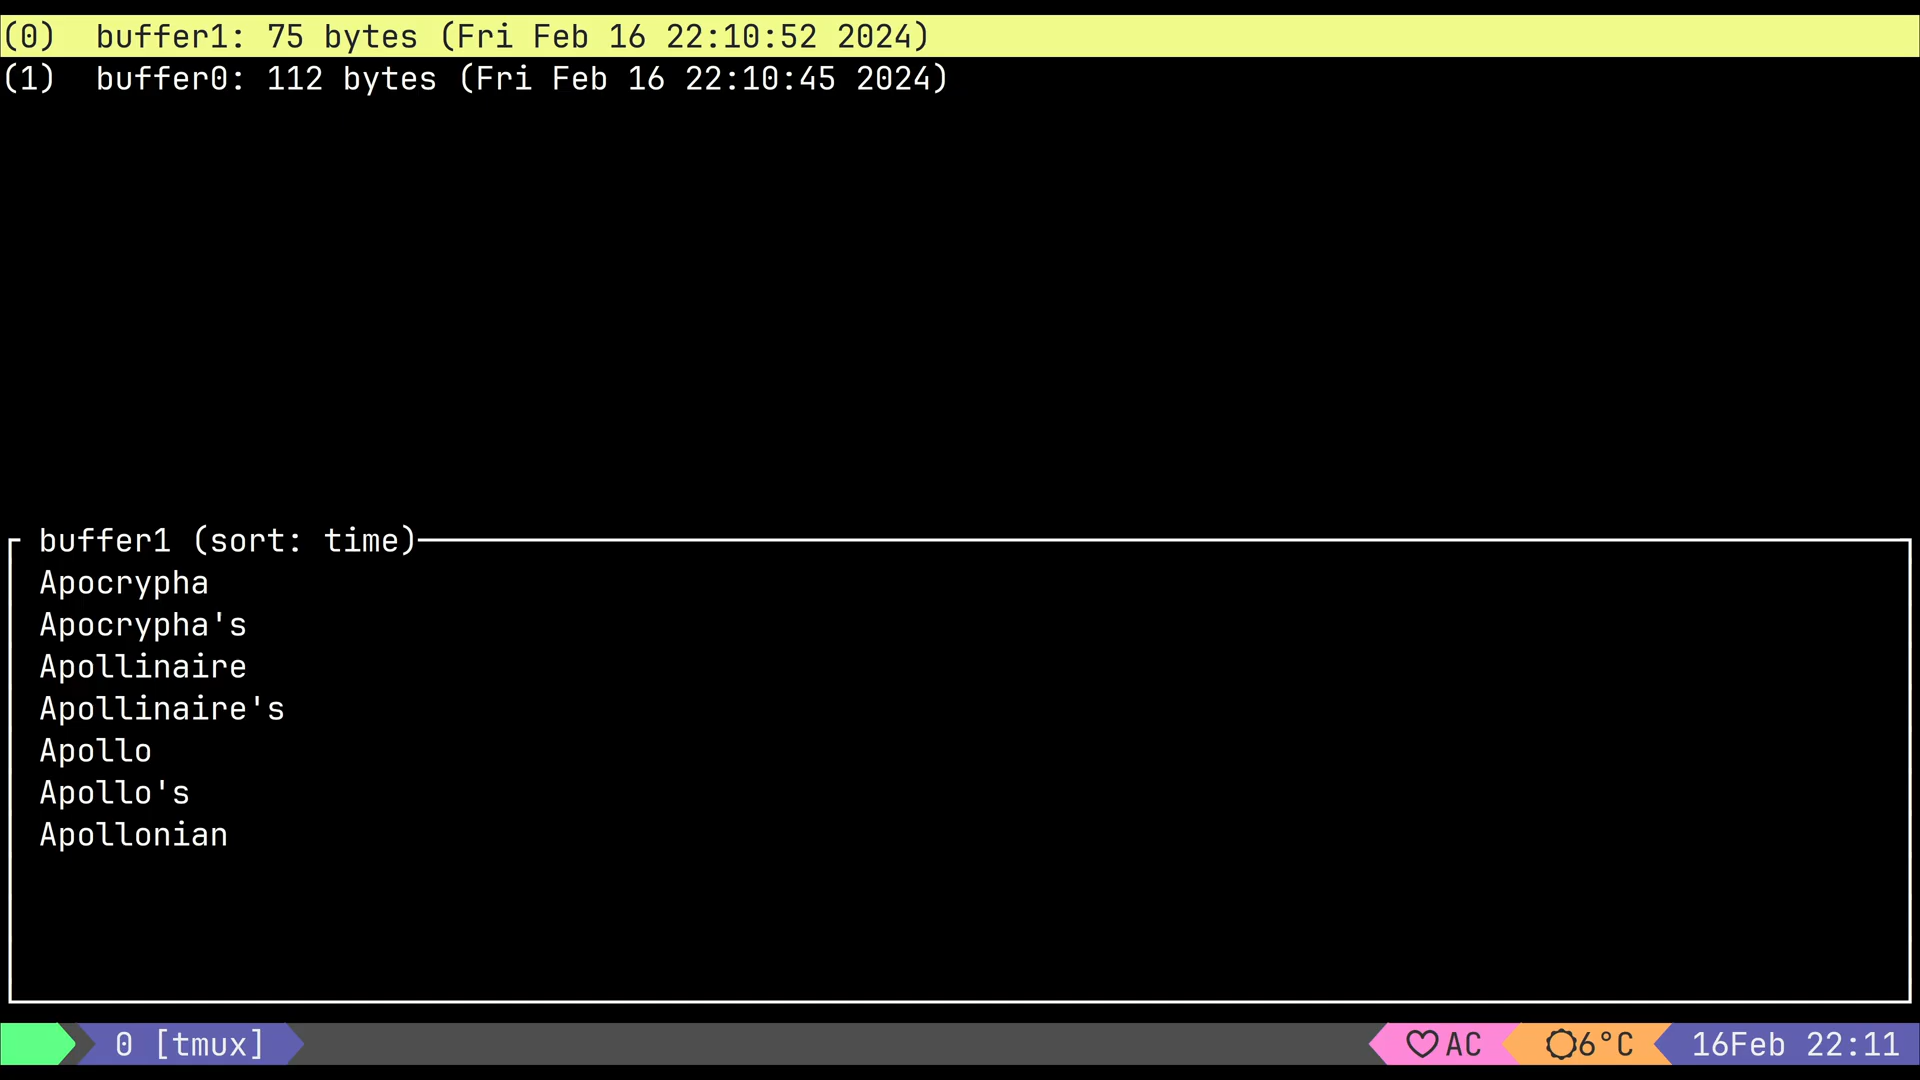 (0)  buffer1: 75 bytes (Fri Feb 16 22:10:52 2024)
(1)  buffer0: 112 bytes (Fri Feb 16 22:10:45 2024)
buffer1 (sort: time)
Apocrypha
Apocrypha's
Apollinaire
Apollinaire's
Apollo
Apollo's
Apollonian
0 [tmux] AC 6°C 16Feb 22:11